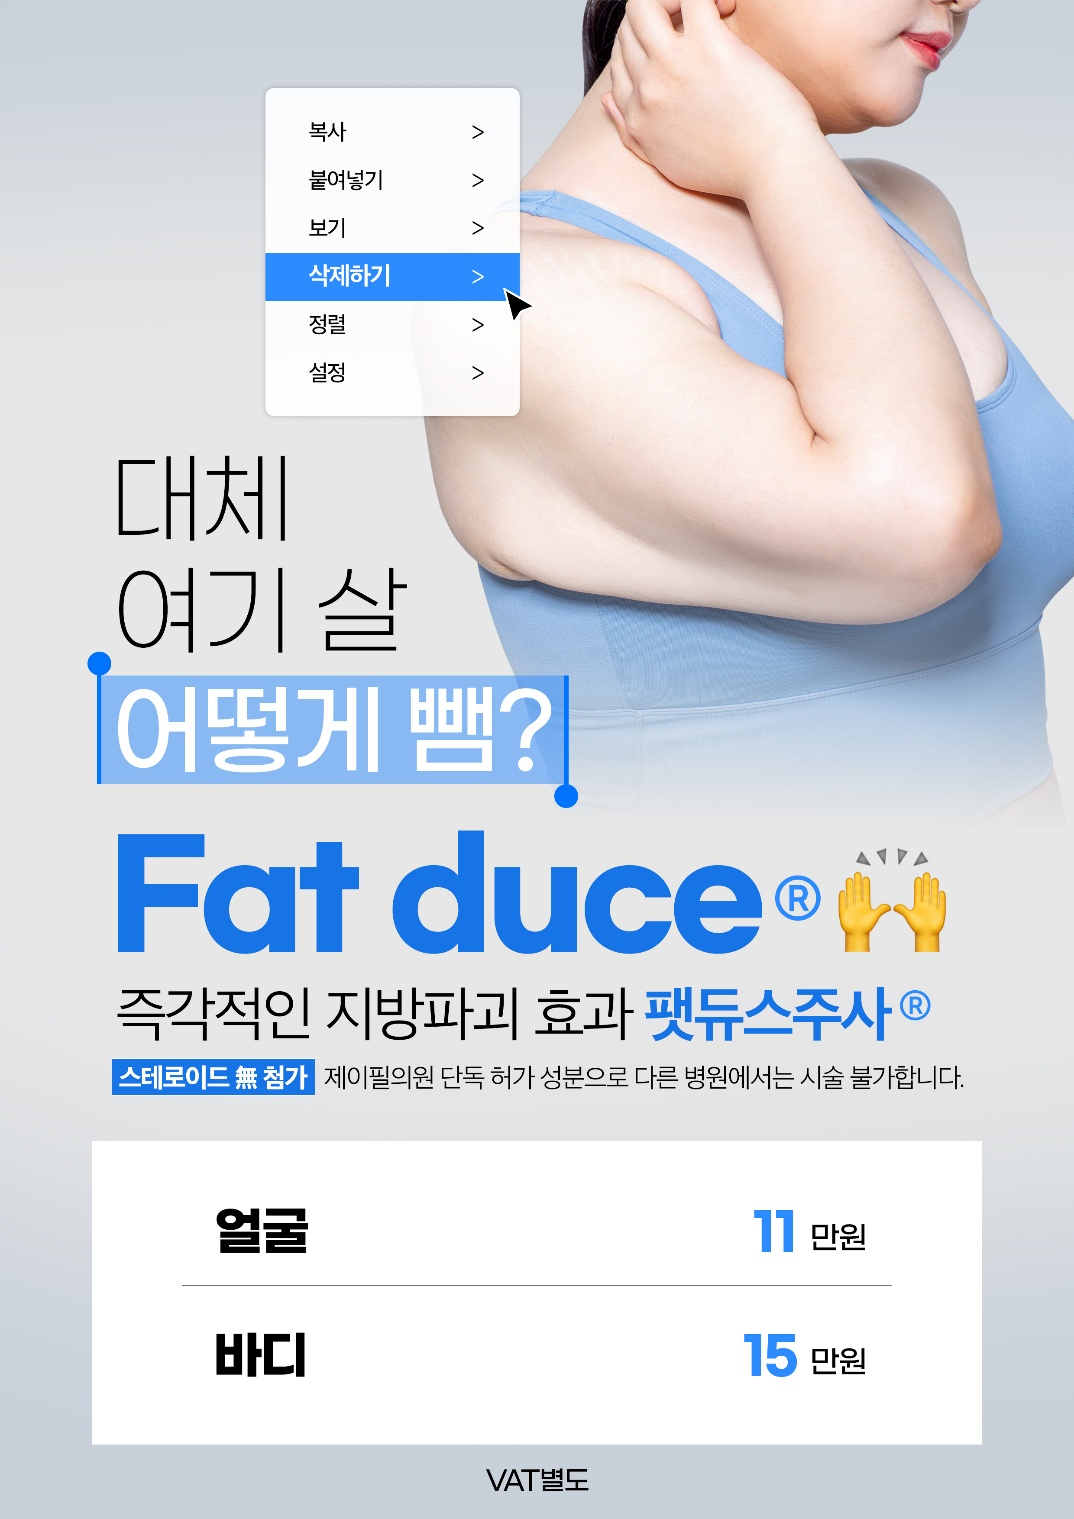 복사 >
붙여넣기 >
보기 >
삭제하기 >
정렬 >
설정 >
대체
여기 살
어떻게 뺌?
Fat duce®
즉각적인 지방파괴 효과 팻듀스주사®
스테로이드 無 첨가 제이필의원 단독 허가 성분으로 다른 병원에서는 시술 불가합니다.
얼굴 11 만원
바디 15 만원
VAT별도